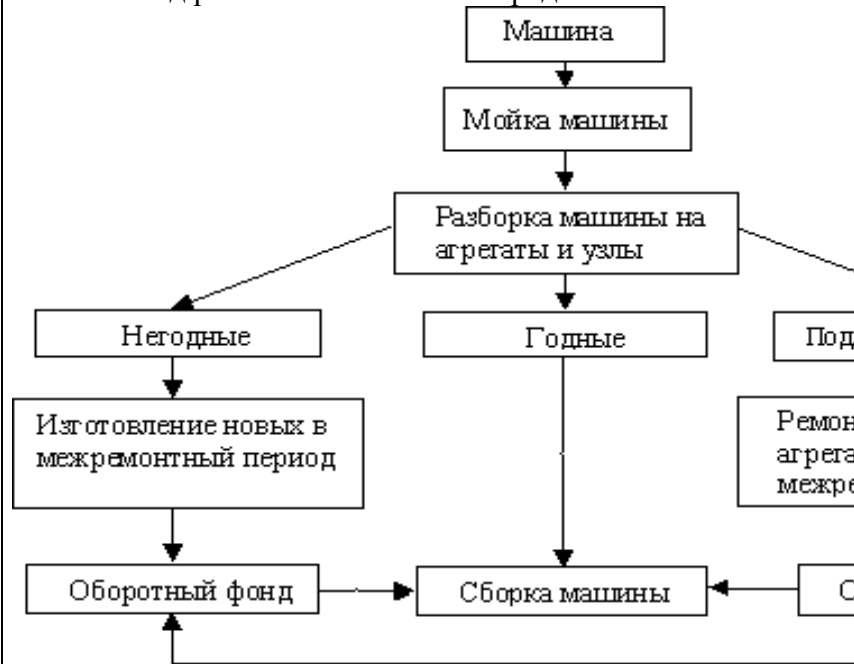 Машина
Мойка машины
Разборка машины на
агрегаты и узлы
Негодные
Годные
Изготовление новых в
межремонтный период
Оборотный фонд
Сборка машины